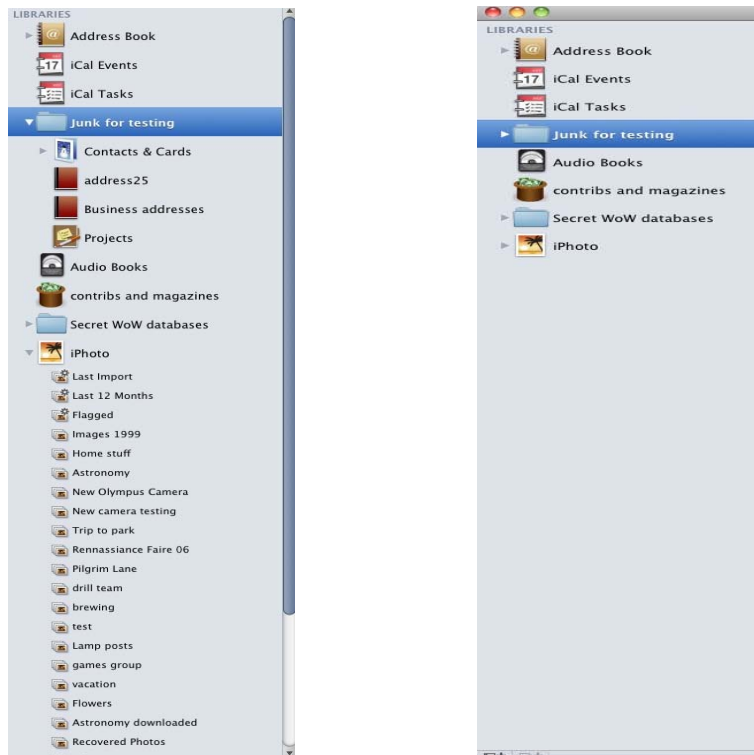 LIBRARIES
Address Book
17 iCal Events
iCal Tasks
Junk for testing
Contacts & Cards
address25
Business addresses
Projects
Audio Books
contribs and magazines
Secret WoW databases
iPhoto
Last Import
Last 12 Months
Flagged
Images 1999
Home stuff
Astronomy
New Olympus Camera
New camera testing
Trip to park
Rennassiance Faire 06
Pilgrim Lane
drill team
brewing
test
Lamp posts
games group
vacation
Flowers
Astronomy downloaded
Recovered Photos
LIBRARIES
Address Book
17 iCal Events
iCal Tasks
Junk for testing
Audio Books
contribs and magazines
Secret WoW databases
iPhoto